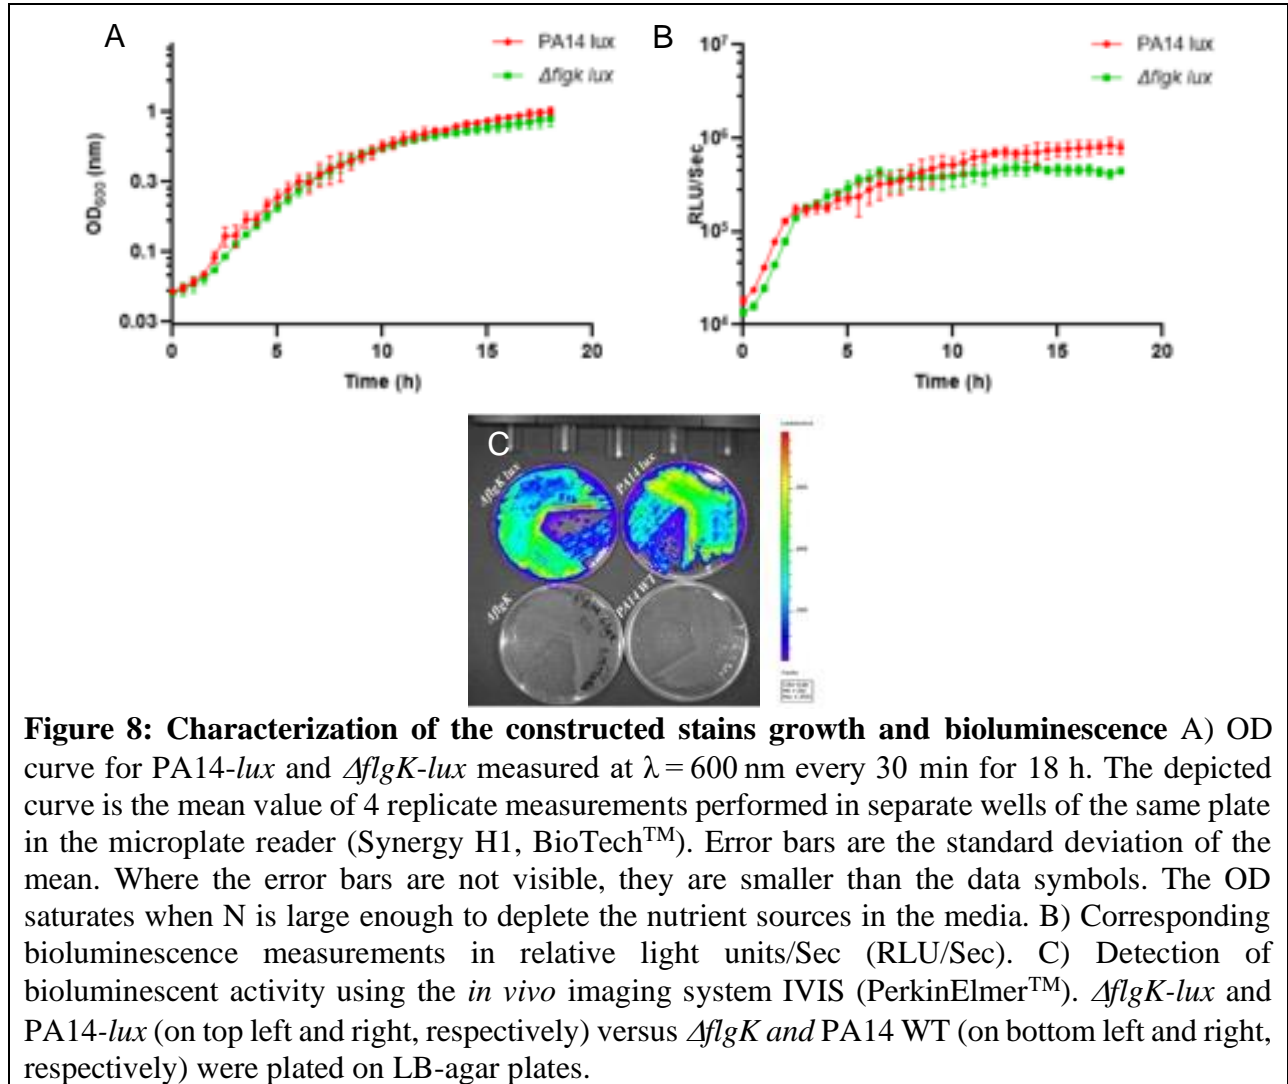 A
PA14 lux
Δflgk lux
OD600 (nm)
1
0.3
0.1
0.03
0
5
10
15
20
Time (h)
B
PA14 lux
Δflgk lux
RLU/Sec
10⁷
10⁶
10⁵
10⁴
0
5
10
15
20
Time (h)
C
ΔflgK lux
PA14 lux
ΔflgK
PA14 WT
Figure 8: Characterization of the constructed stains growth and bioluminescence A) OD
curve for PA14-lux and ΔflgK-lux measured at λ = 600 nm every 30 min for 18 h. The depicted
curve is the mean value of 4 replicate measurements performed in separate wells of the same plate
in the microplate reader (Synergy H1, BioTech™). Error bars are the standard deviation of the
mean. Where the error bars are not visible, they are smaller than the data symbols. The OD
saturates when N is large enough to deplete the nutrient sources in the media. B) Corresponding
bioluminescence measurements in relative light units/Sec (RLU/Sec). C) Detection of
bioluminescent activity using the in vivo imaging system IVIS (PerkinElmer™). ΔflgK-lux and
PA14-lux (on top left and right, respectively) versus ΔflgK and PA14 WT (on bottom left and right,
respectively) were plated on LB-agar plates.